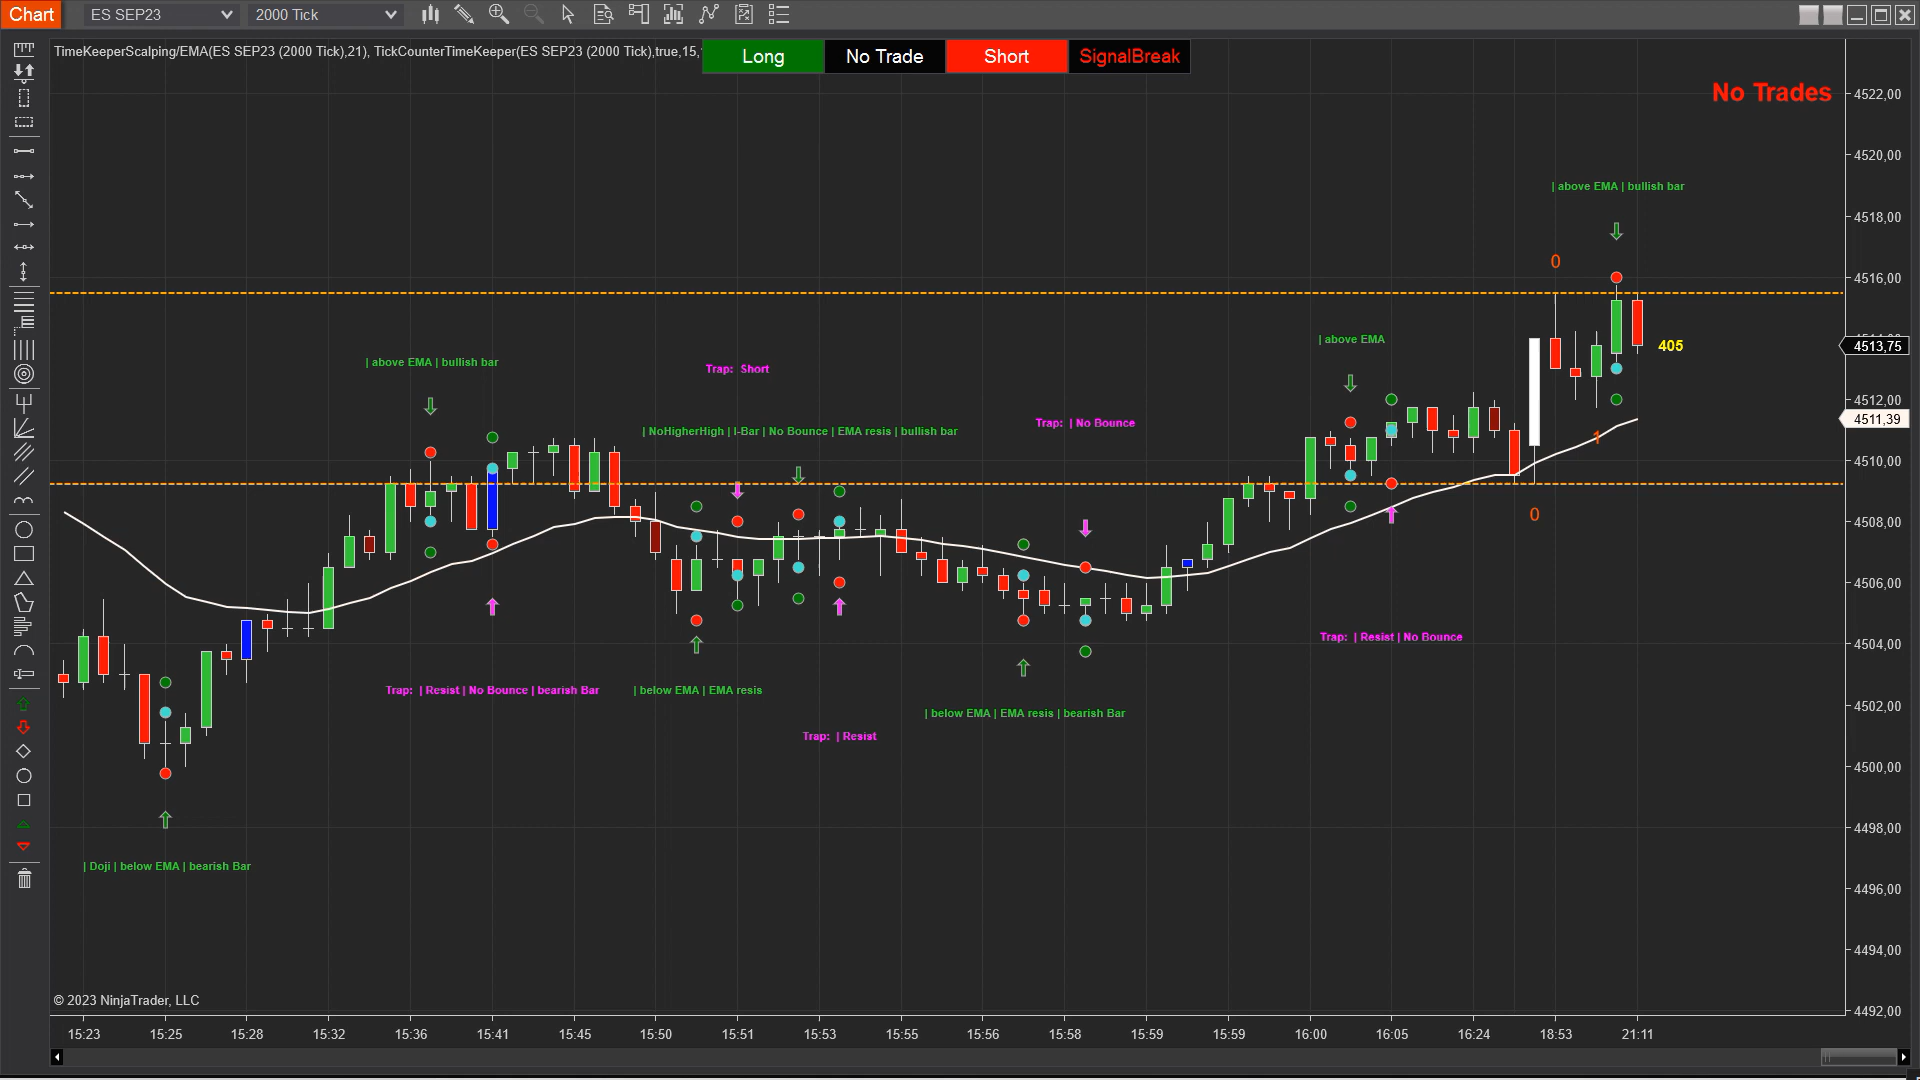 Chart
ES SEP23
2000 Tick
TimeKeeperScalping/EMA(ES SEP23 (2000 Tick),21), TickCounterTimeKeeper(ES SEP23 (2000 Tick),true,15,
Long
No Trade
Short
SignalBreak
No Trades
4522,00
4520,00
| above EMA | bullish bar
4518,00
0
4516,00
| above EMA
405
4513,75
| above EMA | bullish bar
Trap: Short
4512,00
4511,39
Trap: | No Bounce
| NoHigherHigh | I-Bar | No Bounce | EMA resis | bullish bar
1
4510,00
0
4508,00
4506,00
Trap: | Resist | No Bounce
4504,00
Trap: | Resist | No Bounce | bearish Bar
| below EMA | EMA resis
4502,00
| below EMA | EMA resis | bearish Bar
Trap: | Resist
4500,00
4498,00
| Doji | below EMA | bearish Bar
4496,00
4494,00
© 2023 NinjaTrader, LLC
4492,00
15:23 15:25 15:28 15:32 15:36 15:41 15:45 15:50 15:51 15:53 15:55 15:56 15:58 15:59 15:59 16:00 16:05 16:24 18:53 21:11